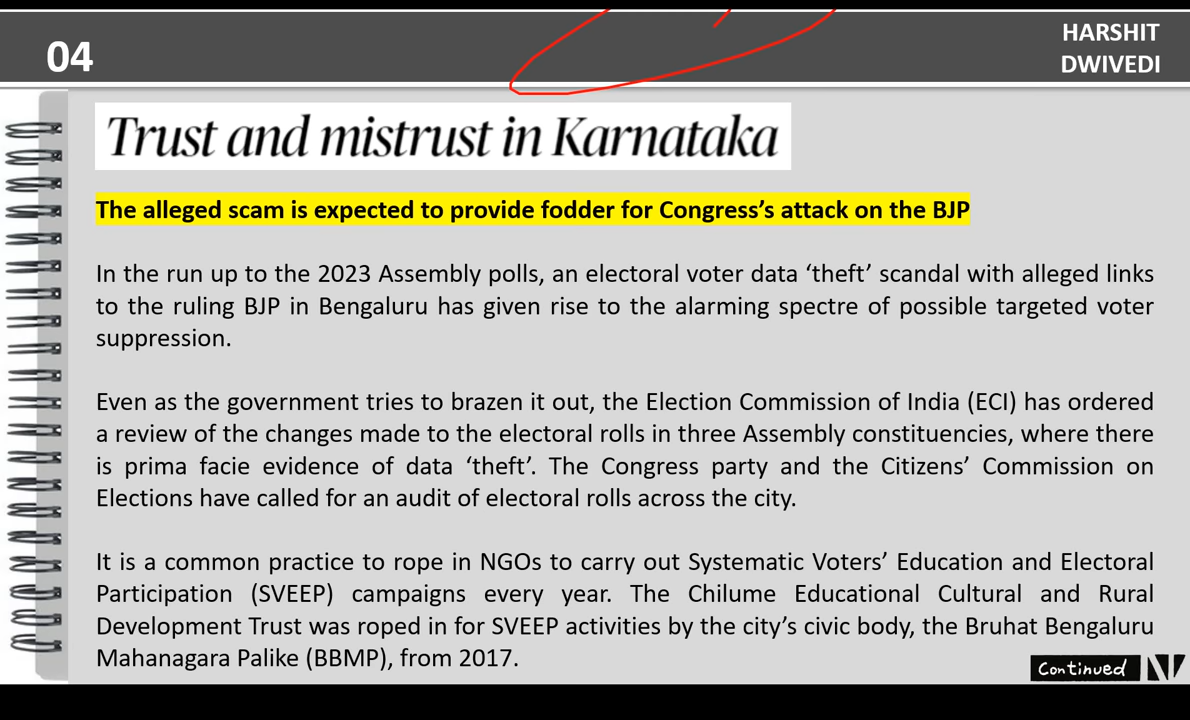 04
HARSHIT
DWIVEDI
Trust and mistrust in Karnataka
The alleged scam is expected to provide fodder for Congress's attack on the BJP
In the run up to the 2023 Assembly polls, an electoral voter data ‘theft’ scandal with alleged links
to the ruling BJP in Bengaluru has given rise to the alarming spectre of possible targeted voter
suppression.
Even as the government tries to brazen it out, the Election Commission of India (ECI) has ordered
a review of the changes made to the electoral rolls in three Assembly constituencies, where there
is prima facie evidence of data ‘theft’. The Congress party and the Citizens’ Commission on
Elections have called for an audit of electoral rolls across the city.
It is a common practice to rope in NGOs to carry out Systematic Voters’ Education and Electoral
Participation (SVEEP) campaigns every year. The Chilume Educational Cultural and Rural
Development Trust was roped in for SVEEP activities by the city’s civic body, the Bruhat Bengaluru
Mahanagara Palike (BBMP), from 2017.
Continued